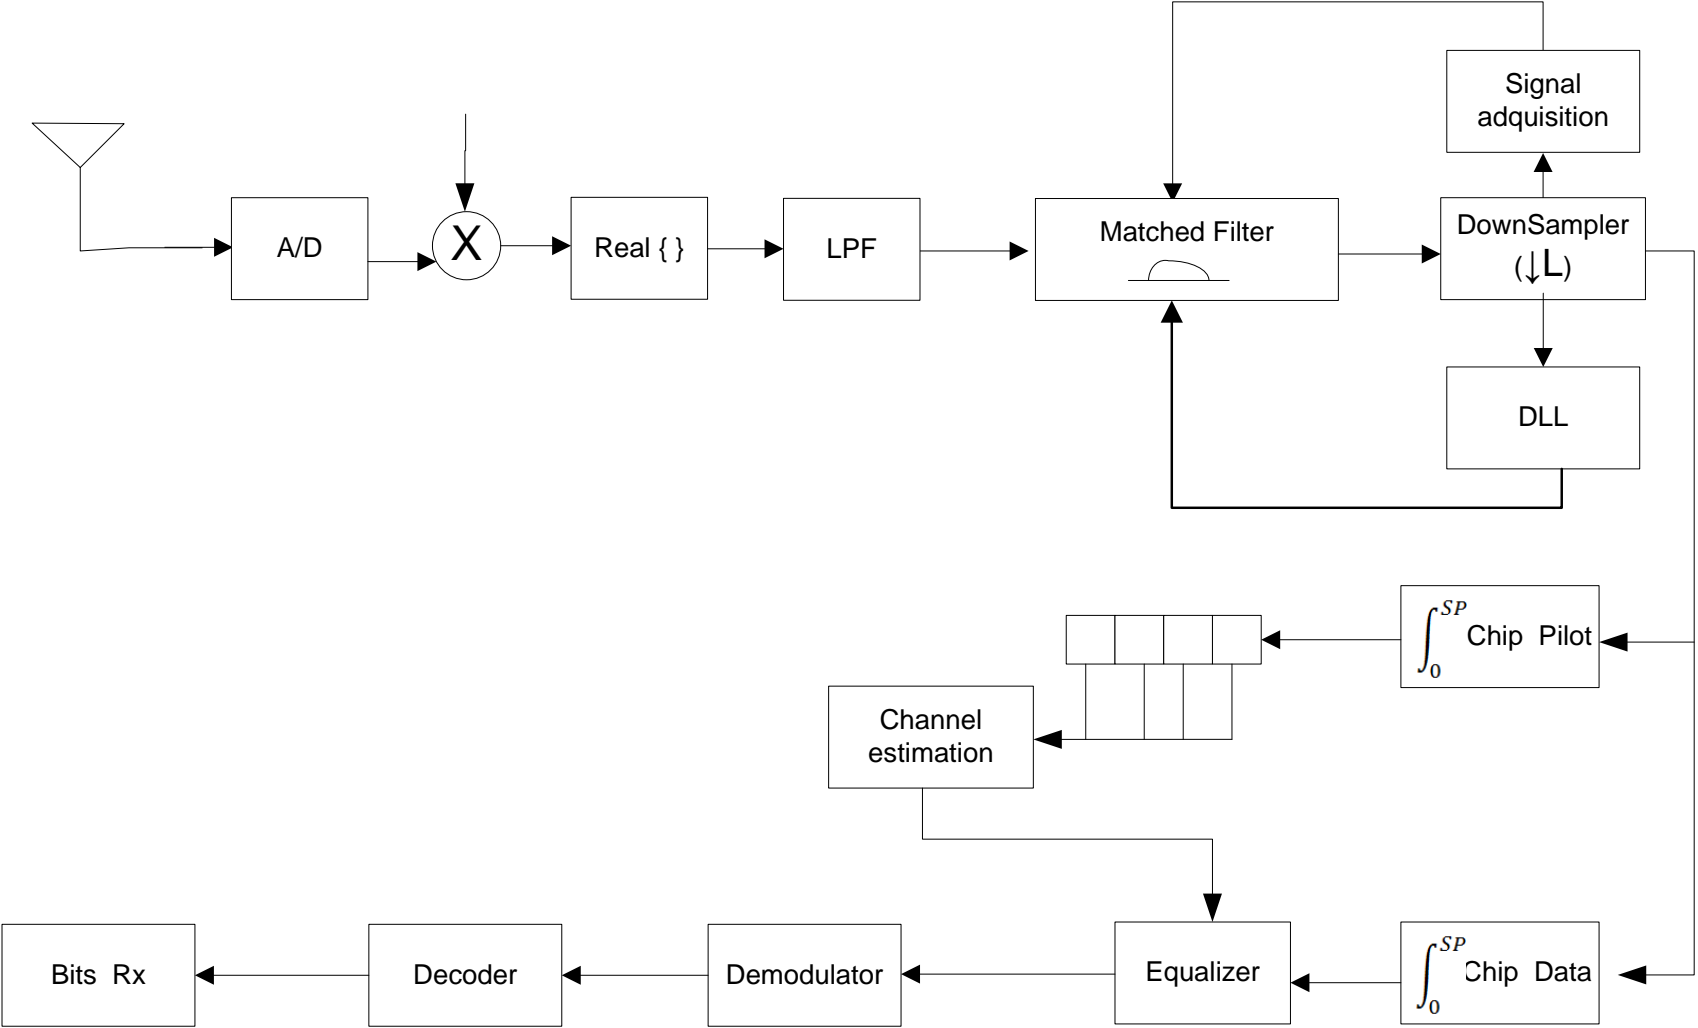 Signal
adquisition
A/D
X
Real { }
LPF
Matched Filter
DownSampler
(↓L)
DLL
∫₀^SP Chip Pilot
Channel
estimation
Bits Rx
Decoder
Demodulator
Equalizer
∫₀^SP Chip Data